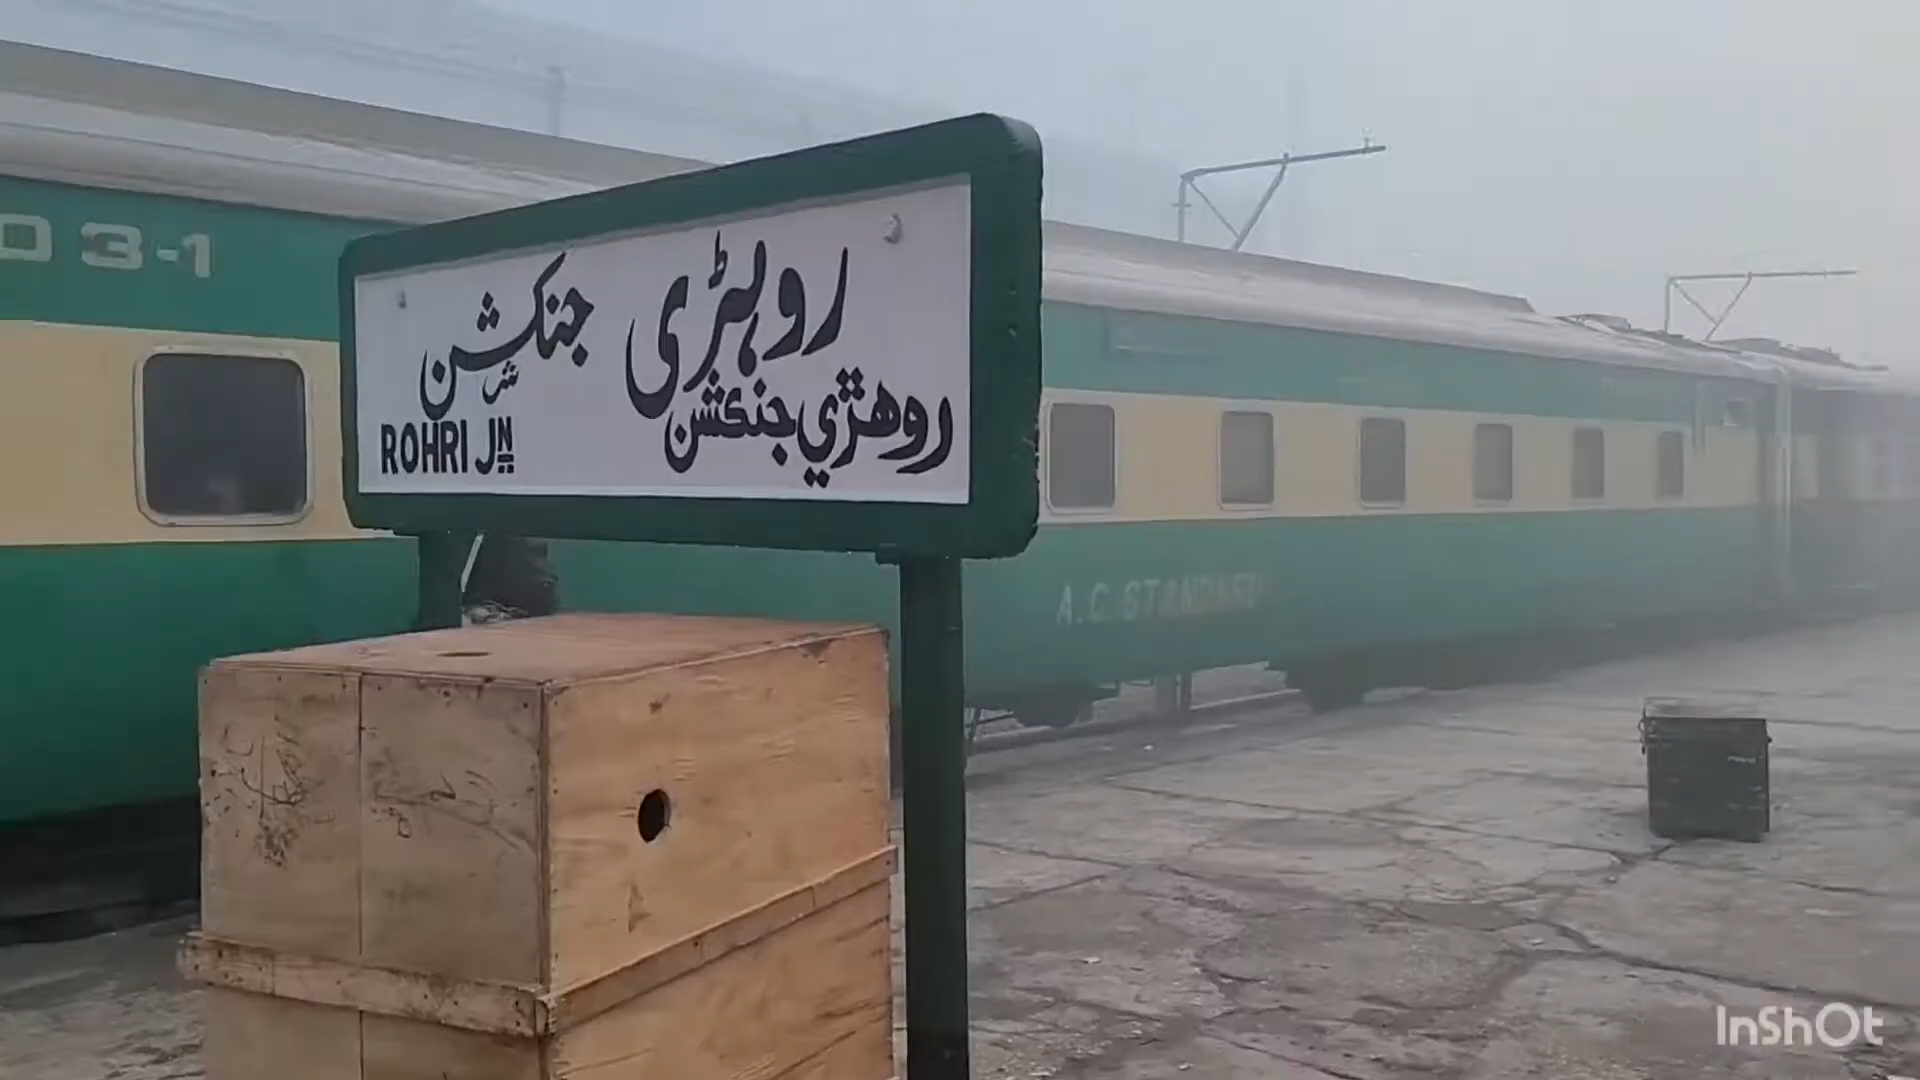 03-1
روہڑی جنکشن
روهڙي جنڪشن
ROHRI JN
A.C. STANDARD
InShOt